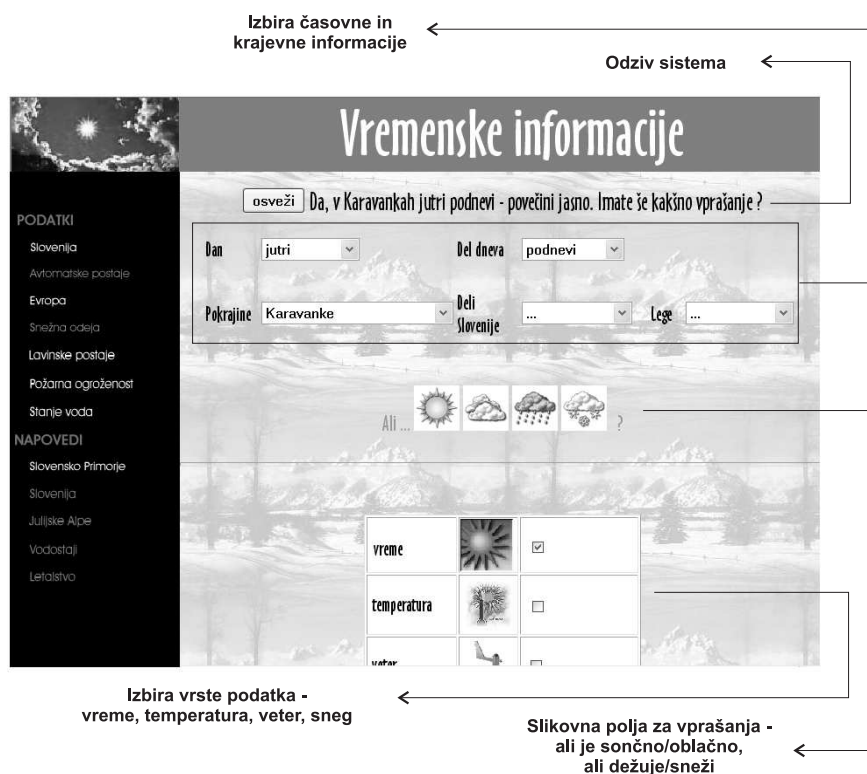 Izbira časovne in
krajevne informacije
Odziv sistema
Vremenske informacije
osveži Da, v Karavankah jutri podnevi - povečini jasno. Imate še kakšno vprašanje ?
PODATKI
Slovenija
Avtomatske postaje
Evropa
Snežna odeja
Lavinske postaje
Požarna ogroženost
Stanje voda
NAPOVEDI
Slovensko Primorje
Slovenija
Julijske Alpe
Vodostaji
Letalstvo
Dan jutri Del dneva podnevi
Pokrajine Karavanke Deli Slovenije ... Lege ...
Ali ... ?
vreme
temperatura
veter
Izbira vrste podatka -
vreme, temperatura, veter, sneg
Slikovna polja za vprašanja -
ali je sončno/oblačno,
ali dežuje/sneži